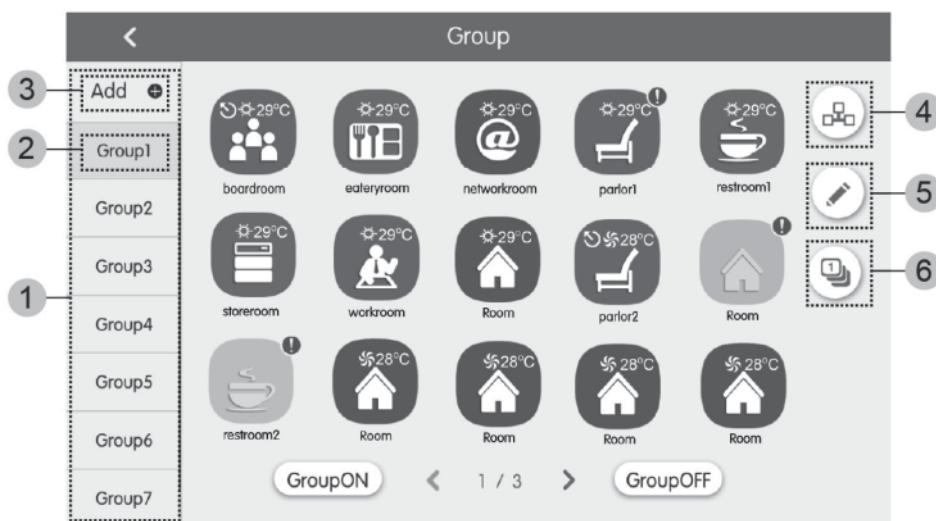 Group
3
Add
4
2
Group1
29°C
29°C
29°C
29°C !
29°C
@
boardroom
eateryroom
networkroom
parlor1
restroom1
5
Group2
29°C
29°C
29°C
28°C
!
1
6
Group3
1
storeroom
workroom
Room
parlor2
Room
Group4
!
28°C
28°C
28°C
28°C
Group5
restroom2
Room
Room
Room
Room
Group6
GroupON
1 / 3
GroupOFF
Group7